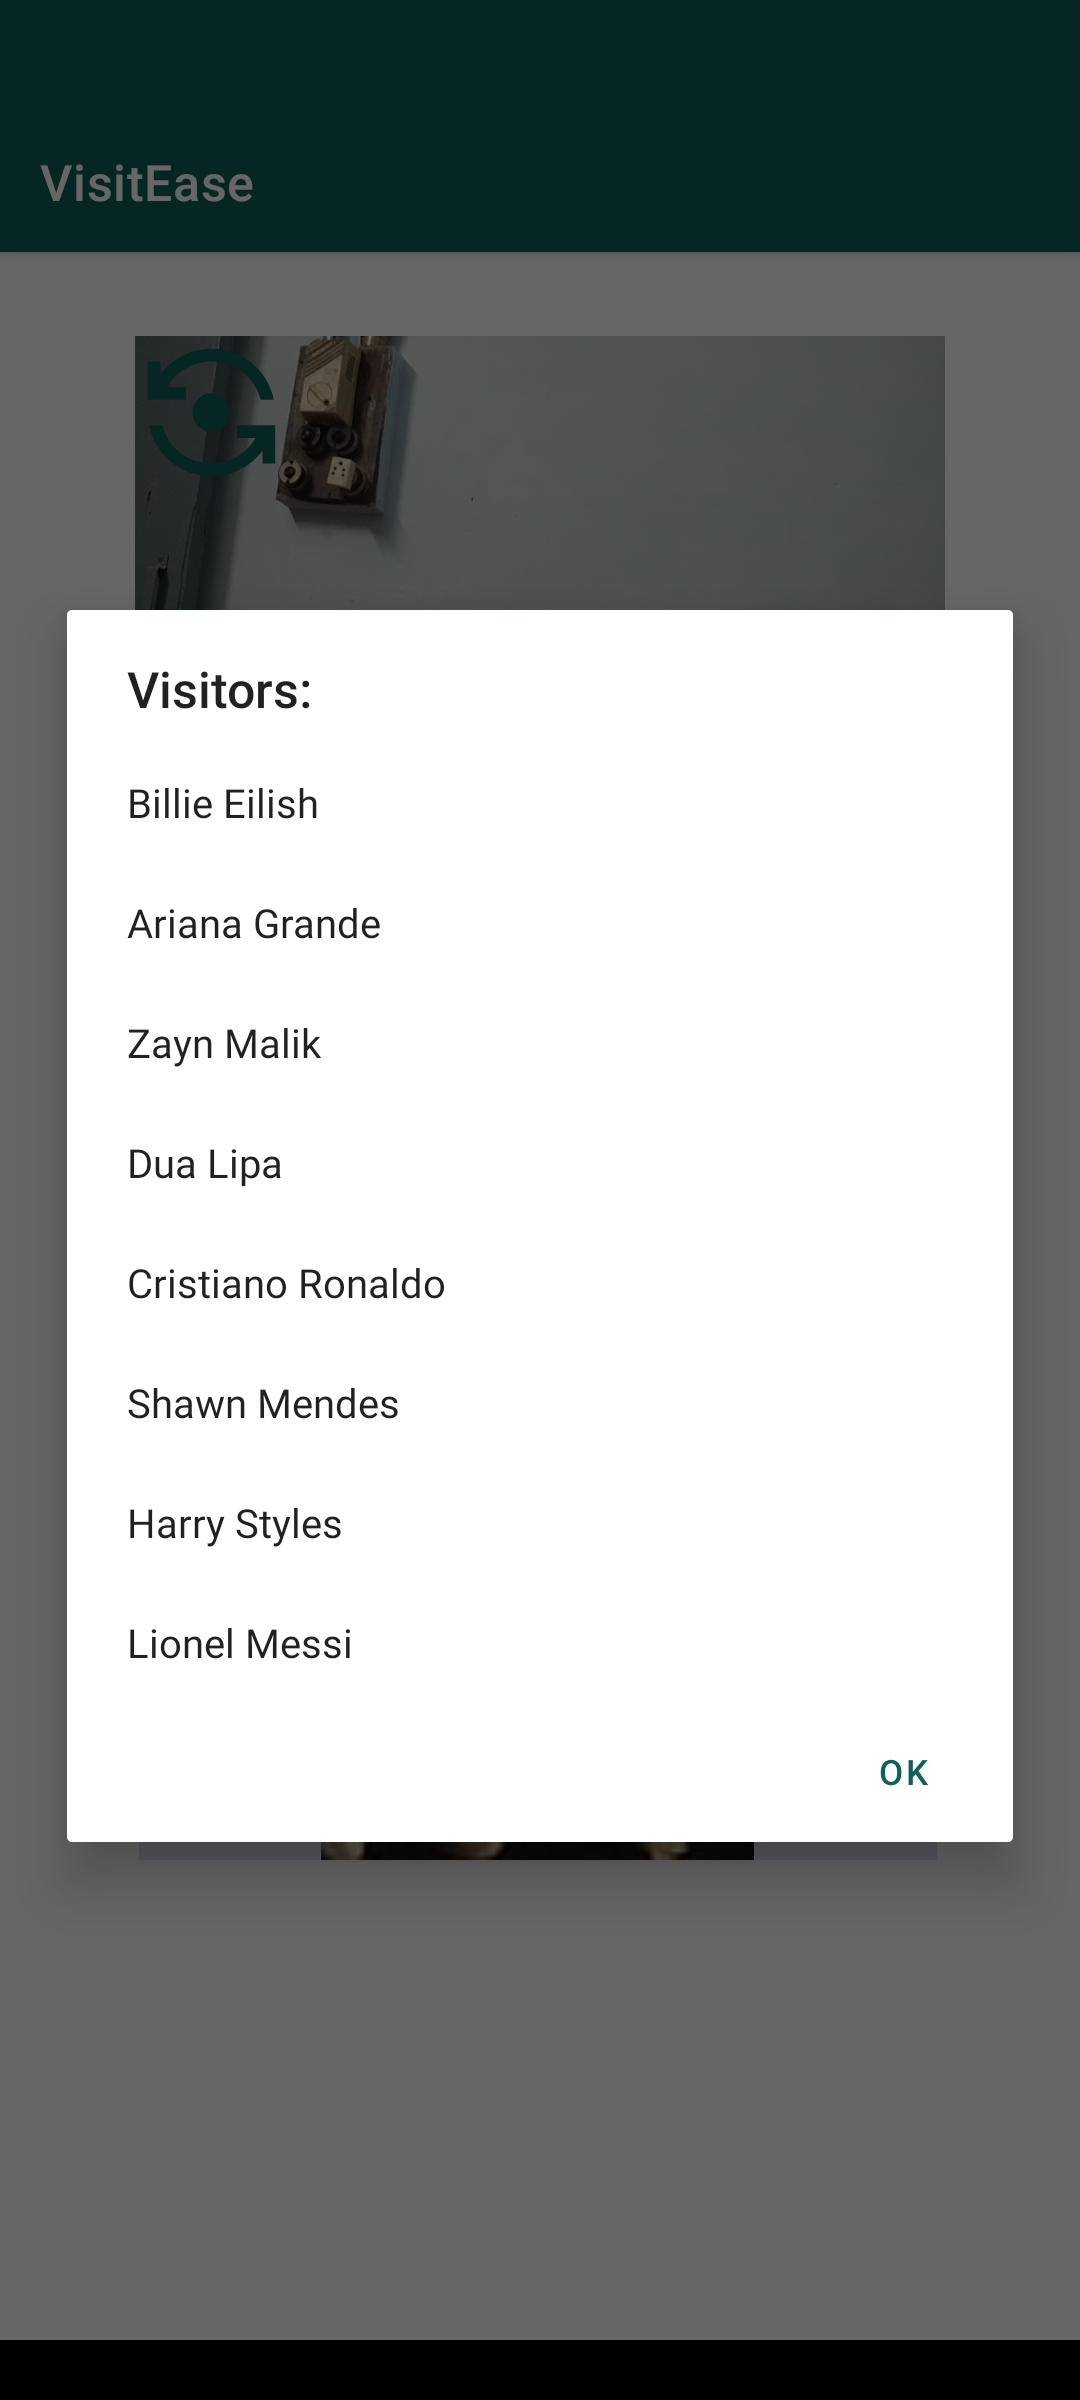 VisitEase
Visitors:
Billie Eilish
Ariana Grande
Zayn Malik
Dua Lipa
Cristiano Ronaldo
Shawn Mendes
Harry Styles
Lionel Messi
OK